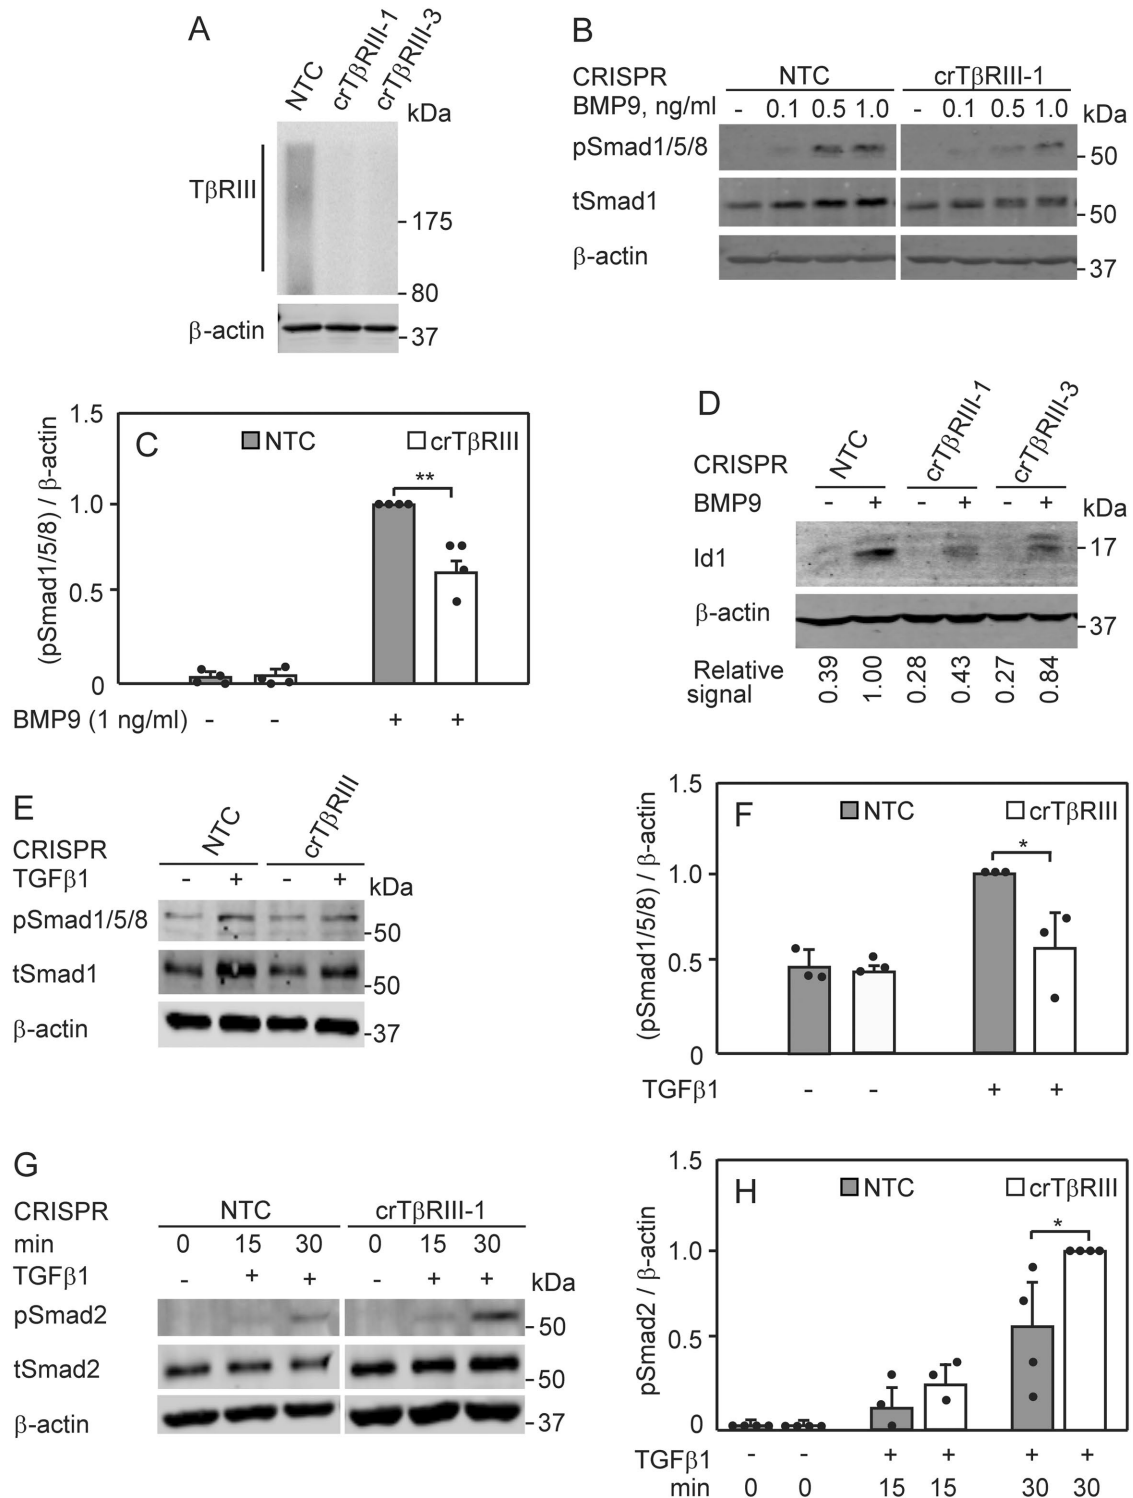 A
NTC
crTβRIII-1
crTβRIII-3
kDa
TβRIII
175
80
β-actin
37
B
CRISPR NTC crTβRIII-1
BMP9, ng/ml - 0.1 0.5 1.0 - 0.1 0.5 1.0 kDa
pSmad1/5/8 50
tSmad1 50
β-actin 37
C
NTC crTβRIII
(pSmad1/5/8) / β-actin
1.5
1.0
0.5
0
**
BMP9 (1 ng/ml) - - + +
D
CRISPR NTC crTβRIII-1 crTβRIII-3
BMP9 - + - + - + kDa
Id1 17
β-actin 37
Relative
signal
0.39 1.00 0.28 0.43 0.27 0.84
E
CRISPR NTC crTβRIII
TGFβ1 - + - + kDa
pSmad1/5/8 50
tSmad1 50
β-actin 37
F
NTC crTβRIII
(pSmad1/5/8) / β-actin
1.5
1.0
0.5
0
*
TGFβ1 - - + +
G
CRISPR NTC crTβRIII-1
min 0 15 30 0 15 30
TGFβ1 - + + - + + kDa
pSmad2 50
tSmad2 50
β-actin 37
H
NTC crTβRIII
pSmad2 / β-actin
1.5
1.0
0.5
0
*
TGFβ1 - - + + + +
min 0 0 15 15 30 30